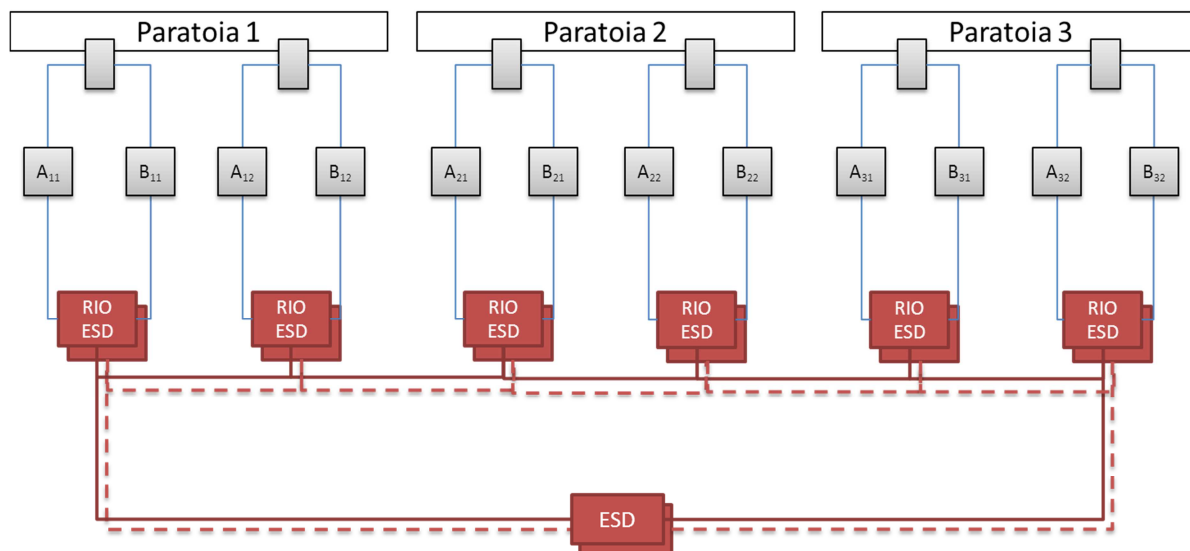 Paratoia 1
Paratoia 2
Paratoia 3
A₁₁
B₁₁
A₁₂
B₁₂
A₂₁
B₂₁
A₂₂
B₂₂
A₃₁
B₃₁
A₃₂
B₃₂
RIO
ESD
RIO
ESD
RIO
ESD
RIO
ESD
RIO
ESD
RIO
ESD
ESD